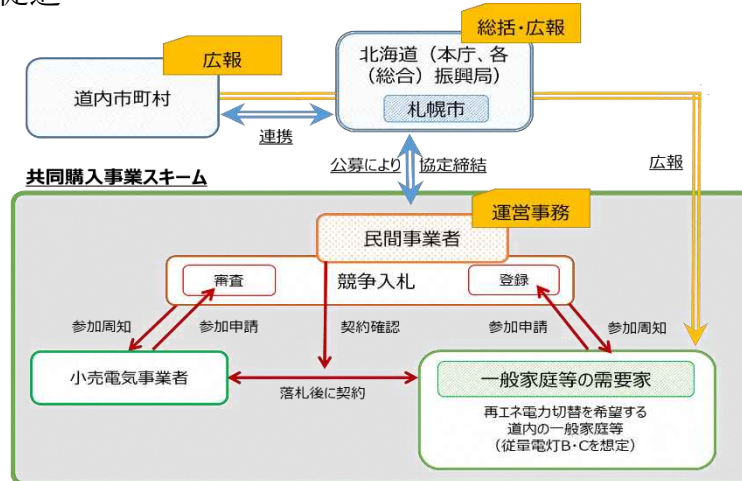 総括・広報
広報
北海道（本庁、各
（総合）振興局）
道内市町村
札幌市
連携
公募により
協定締結
広報
共同購入事業スキーム
運営事務
民間事業者
審査
競争入札
登録
参加周知
参加申請
契約確認
参加申請
参加周知
小売電気事業者
落札後に契約
一般家庭等の需要家
再エネ電力切替を希望する
道内の一般家庭等
（従量電灯B・Cを想定）